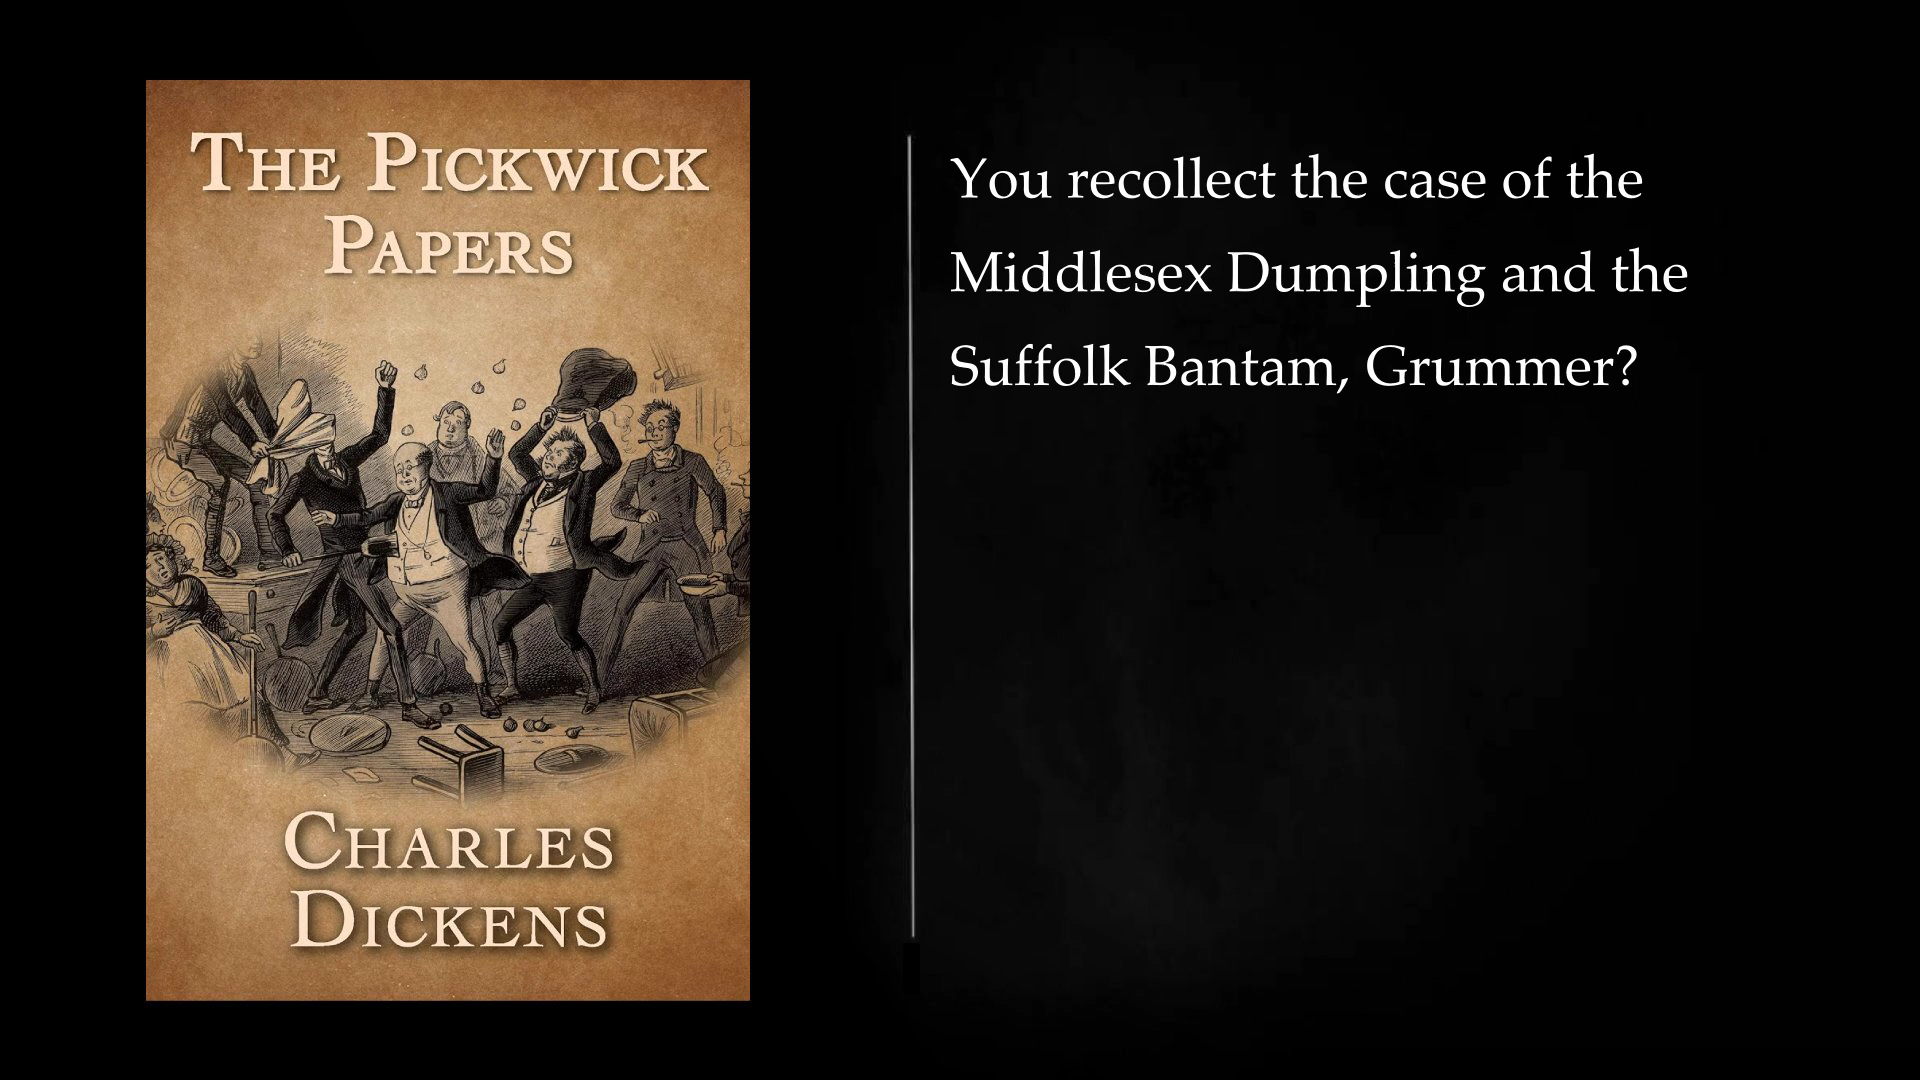 The Pickwick
Papers
Charles
Dickens
You recollect the case of the
Middlesex Dumpling and the
Suffolk Bantam, Grummer?